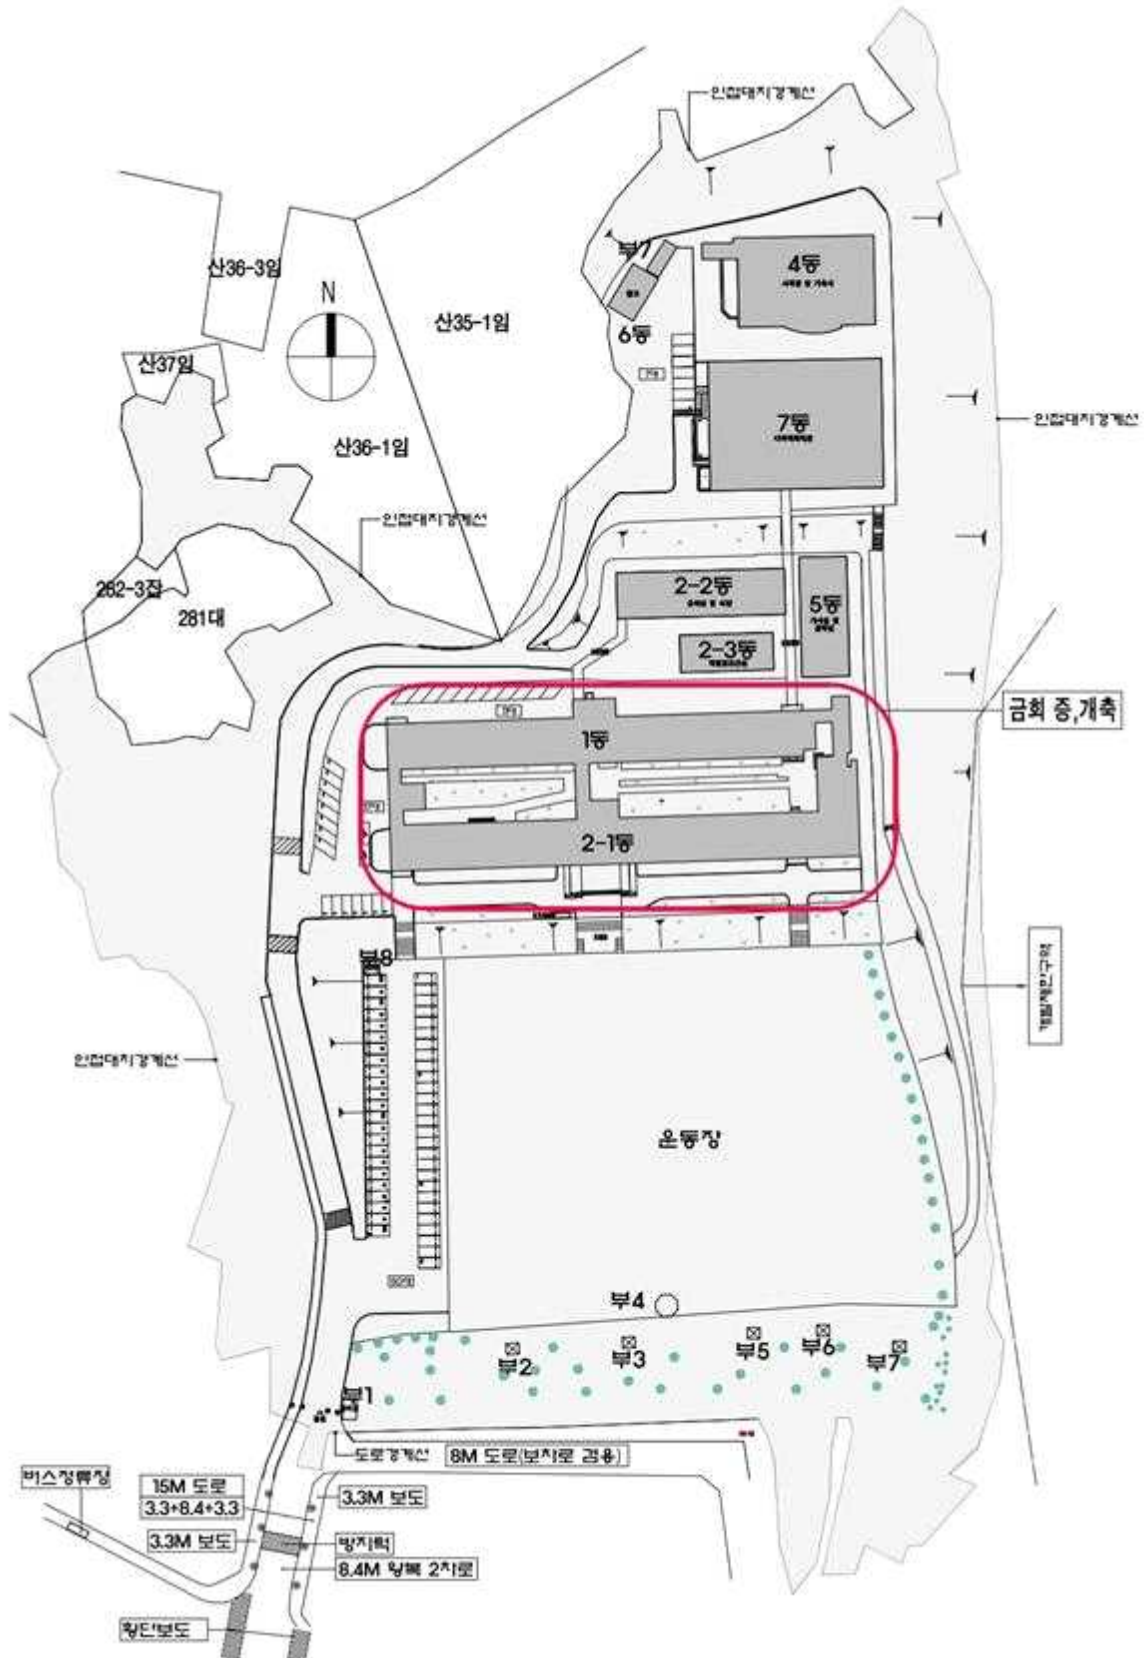 인접대지경계선
산36-3임
N
부7
4동
산35-1임
6동
산37임
7동
인접대지경계선
산36-1임
인접대지경계선
2-2동
262-3잡
281대
5동
2-3동
금회 증,개축
1동
2-1동
부8
개발제한구역
인접대지경계선
운동장
부4
부2
부3
부5
부6
부7
부1
도로경계선
8M 도로(보차로 겸용)
버스정류장
15M 도로
3.3+8.4+3.3
3.3M 보도
3.3M 보도
방지턱
8.4M 왕복 2차로
횡단보도